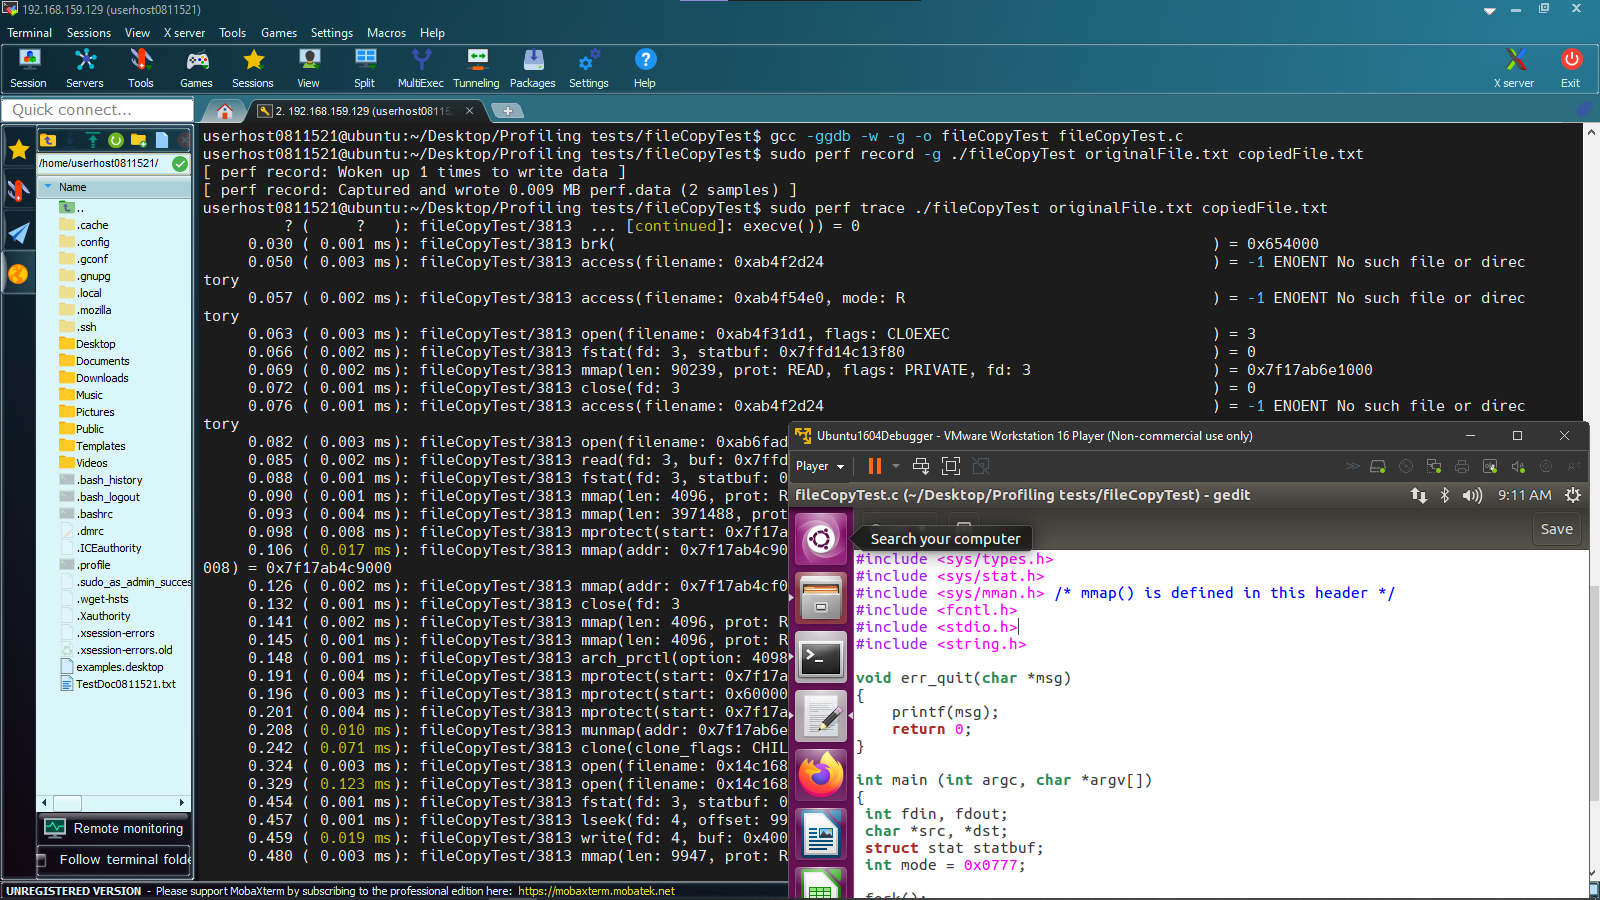 192.168.159.129 (userhost0811521)
Terminal Sessions View X server Tools Games Settings Macros Help
Session Servers Tools Games Sessions View Split MultiExec Tunneling Packages Settings Help X server Exit
Quick connect...
2. 192.168.159.129 (userhost08115
/home/userhost0811521/
Name
..
.cache
.config
.gconf
.gnupg
.local
.mozilla
.ssh
Desktop
Documents
Downloads
Music
Pictures
Public
Templates
Videos
.bash_history
.bash_logout
.bashrc
.dmrc
.ICEauthority
.profile
.sudo_as_admin_succes
.wget-hsts
.Xauthority
.xsession-errors
.xsession-errors.old
examples.desktop
TestDoc0811521.txt
Remote monitoring
Follow terminal folde
userhost0811521@ubuntu:~/Desktop/Profiling tests/fileCopyTest$ gcc -ggdb -w -g -o fileCopyTest fileCopyTest.c
userhost0811521@ubuntu:~/Desktop/Profiling tests/fileCopyTest$ sudo perf record -g ./fileCopyTest originalFile.txt copiedFile.txt
[ perf record: Woken up 1 times to write data ]
[ perf record: Captured and wrote 0.009 MB perf.data (2 samples) ]
userhost0811521@ubuntu:~/Desktop/Profiling tests/fileCopyTest$ sudo perf trace ./fileCopyTest originalFile.txt copiedFile.txt
? ( ? ): fileCopyTest/3813 ... [continued]: execve()) = 0
0.030 ( 0.001 ms): fileCopyTest/3813 brk( ) = 0x654000
0.050 ( 0.003 ms): fileCopyTest/3813 access(filename: 0xab4f2d24 ) = -1 ENOENT No such file or direc
tory
0.057 ( 0.002 ms): fileCopyTest/3813 access(filename: 0xab4f54e0, mode: R ) = -1 ENOENT No such file or direc
tory
0.063 ( 0.003 ms): fileCopyTest/3813 open(filename: 0xab4f31d1, flags: CLOEXEC ) = 3
0.066 ( 0.002 ms): fileCopyTest/3813 fstat(fd: 3, statbuf: 0x7ffd14c13f80 ) = 0
0.069 ( 0.002 ms): fileCopyTest/3813 mmap(len: 90239, prot: READ, flags: PRIVATE, fd: 3 ) = 0x7f17ab6e1000
0.072 ( 0.001 ms): fileCopyTest/3813 close(fd: 3 ) = 0
0.076 ( 0.001 ms): fileCopyTest/3813 access(filename: 0xab4f2d24 ) = -1 ENOENT No such file or direc
tory
0.082 ( 0.003 ms): fileCopyTest/3813 open(filename: 0xab6fad
0.085 ( 0.002 ms): fileCopyTest/3813 read(fd: 3, buf: 0x7ffd
0.088 ( 0.001 ms): fileCopyTest/3813 fstat(fd: 3, statbuf: 0
0.090 ( 0.001 ms): fileCopyTest/3813 mmap(len: 4096, prot: R
0.093 ( 0.004 ms): fileCopyTest/3813 mmap(len: 3971488, prot
0.098 ( 0.008 ms): fileCopyTest/3813 mprotect(start: 0x7f17a
0.106 ( 0.017 ms): fileCopyTest/3813 mmap(addr: 0x7f17ab4c90
008) = 0x7f17ab4c9000
0.126 ( 0.002 ms): fileCopyTest/3813 mmap(addr: 0x7f17ab4cf0
0.132 ( 0.001 ms): fileCopyTest/3813 close(fd: 3
0.141 ( 0.002 ms): fileCopyTest/3813 mmap(len: 4096, prot: R
0.145 ( 0.001 ms): fileCopyTest/3813 mmap(len: 4096, prot: R
0.148 ( 0.001 ms): fileCopyTest/3813 arch_prctl(option: 4098
0.191 ( 0.004 ms): fileCopyTest/3813 mprotect(start: 0x7f17a
0.196 ( 0.003 ms): fileCopyTest/3813 mprotect(start: 0x60000
0.201 ( 0.004 ms): fileCopyTest/3813 mprotect(start: 0x7f17a
0.208 ( 0.010 ms): fileCopyTest/3813 munmap(addr: 0x7f17ab6e
0.242 ( 0.071 ms): fileCopyTest/3813 clone(clone_flags: CHIL
0.324 ( 0.003 ms): fileCopyTest/3813 open(filename: 0x14c168
0.329 ( 0.123 ms): fileCopyTest/3813 open(filename: 0x14c168
0.454 ( 0.001 ms): fileCopyTest/3813 fstat(fd: 3, statbuf: 0
0.457 ( 0.001 ms): fileCopyTest/3813 lseek(fd: 4, offset: 99
0.459 ( 0.019 ms): fileCopyTest/3813 write(fd: 4, buf: 0x400
0.480 ( 0.003 ms): fileCopyTest/3813 mmap(len: 9947, prot: R
Ubuntu1604Debugger - VMware Workstation 16 Player (Non-commercial use only)
Player
fileCopyTest.c (~/Desktop/Profiling tests/fileCopyTest) - gedit
9:11 AM
Search your computer
Save
#include <sys/types.h>
#include <sys/stat.h>
#include <sys/mman.h> /* mmap() is defined in this header */
#include <fcntl.h>
#include <stdio.h>
#include <string.h>
void err_quit(char *msg)
{
printf(msg);
return 0;
}
int main (int argc, char *argv[])
{
int fdin, fdout;
char *src, *dst;
struct stat statbuf;
int mode = 0x0777;
fork();
UNREGISTERED VERSION - Please support MobaXterm by subscribing to the professional edition here: https://mobaxterm.mobatek.net